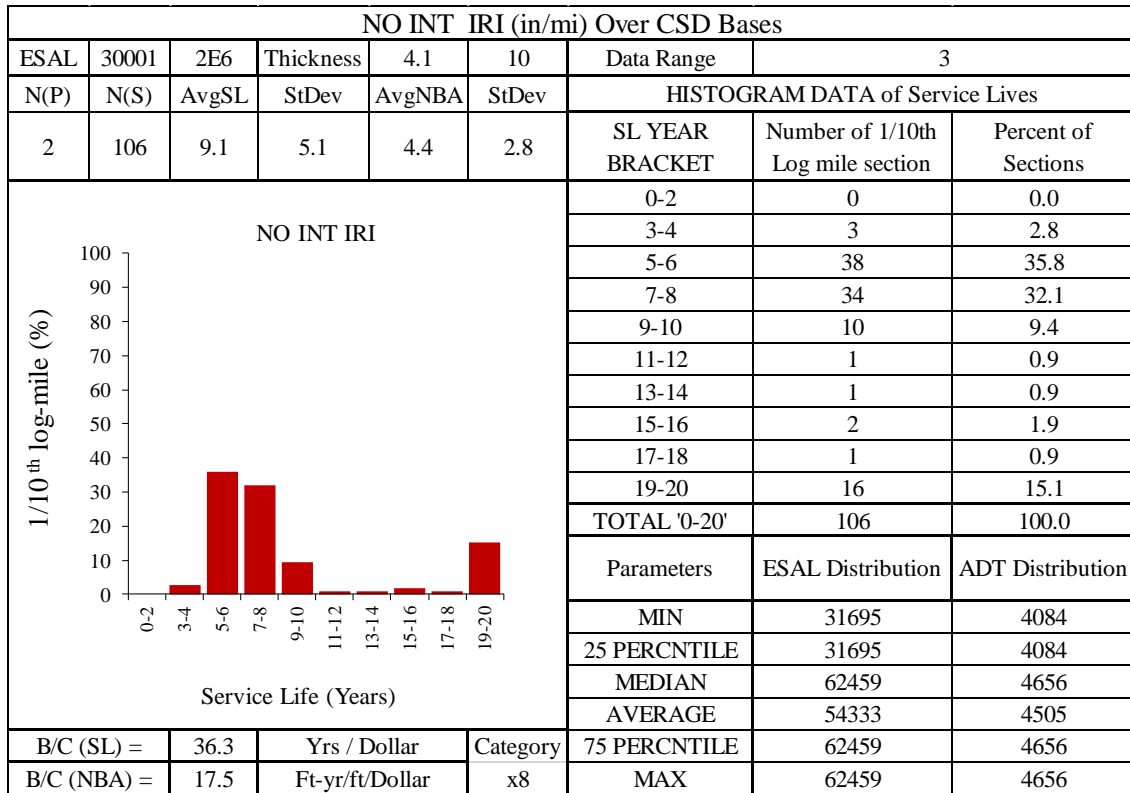 NO INT IRI (in/mi) Over CSD Bases
ESAL 30001 2E6 Thickness 4.1 10 Data Range 3
N(P) N(S) AvgSL StDev AvgNBA StDev HISTOGRAM DATA of Service Lives
2 106 9.1 5.1 4.4 2.8
SL YEAR BRACKET Number of 1/10th Log mile section Percent of Sections
0-2 0 0.0
3-4 3 2.8
5-6 38 35.8
7-8 34 32.1
9-10 10 9.4
11-12 1 0.9
13-14 1 0.9
15-16 2 1.9
17-18 1 0.9
19-20 16 15.1
TOTAL '0-20' 106 100.0
Parameters ESAL Distribution ADT Distribution
MIN 31695 4084
25 PERCNTILE 31695 4084
MEDIAN 62459 4656
AVERAGE 54333 4505
75 PERCNTILE 62459 4656
MAX 62459 4656
NO INT IRI
1/10 th log-mile (%)
100
90
80
70
60
50
40
30
20
10
0
0-2 3-4 5-6 7-8 9-10 11-12 13-14 15-16 17-18 19-20
Service Life (Years)
B/C (SL) = 36.3 Yrs / Dollar Category
B/C (NBA) = 17.5 Ft-yr/ft/Dollar x8